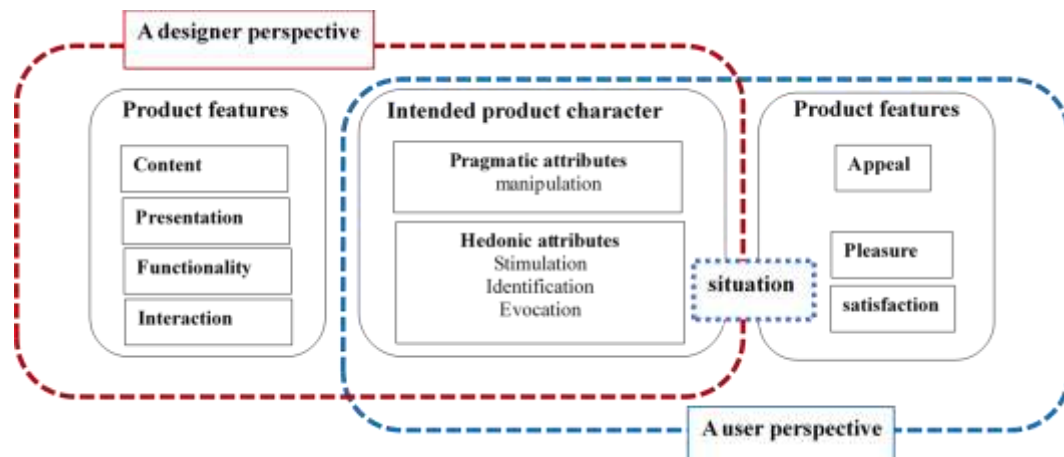 A designer perspective
Product features
Content
Presentation
Functionality
Interaction
Intended product character
Pragmatic attributes
manipulation
Hedonic attributes
Stimulation
Identification
Evocation
situation
Product features
Appeal
Pleasure
satisfaction
A user perspective